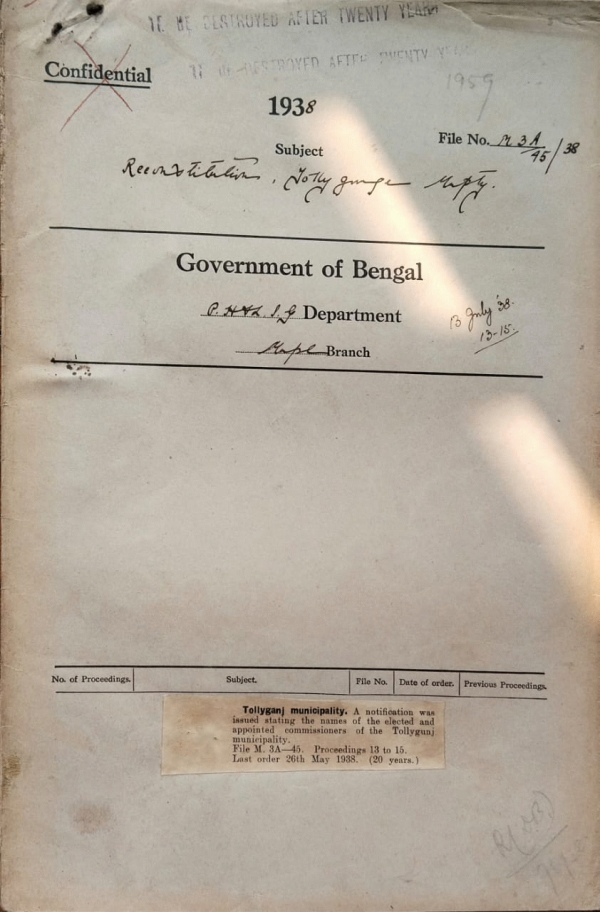 TO BE DESTROYED AFTER TWENTY YEARS
TO BE DESTROYED AFTER TWENTY YEARS
1959
Confidential
1938
File No. M. 3A/45/38
Subject
Reconstitution, Tollygunge Mpty.
Government of Bengal
P. H & L. S. G Department
Mupl Branch
B July '38.
13-15.
No. of Proceedings.
Subject.
File No.
Date of order.
Previous Proceedings.
Tollyganj municipality. A notification was
issued stating the names of the elected and
appointed commissioners of the Tollygunj
municipality.
File M. 3A—45. Proceedings 13 to 15.
Last order 26th May 1938. (20 years.)